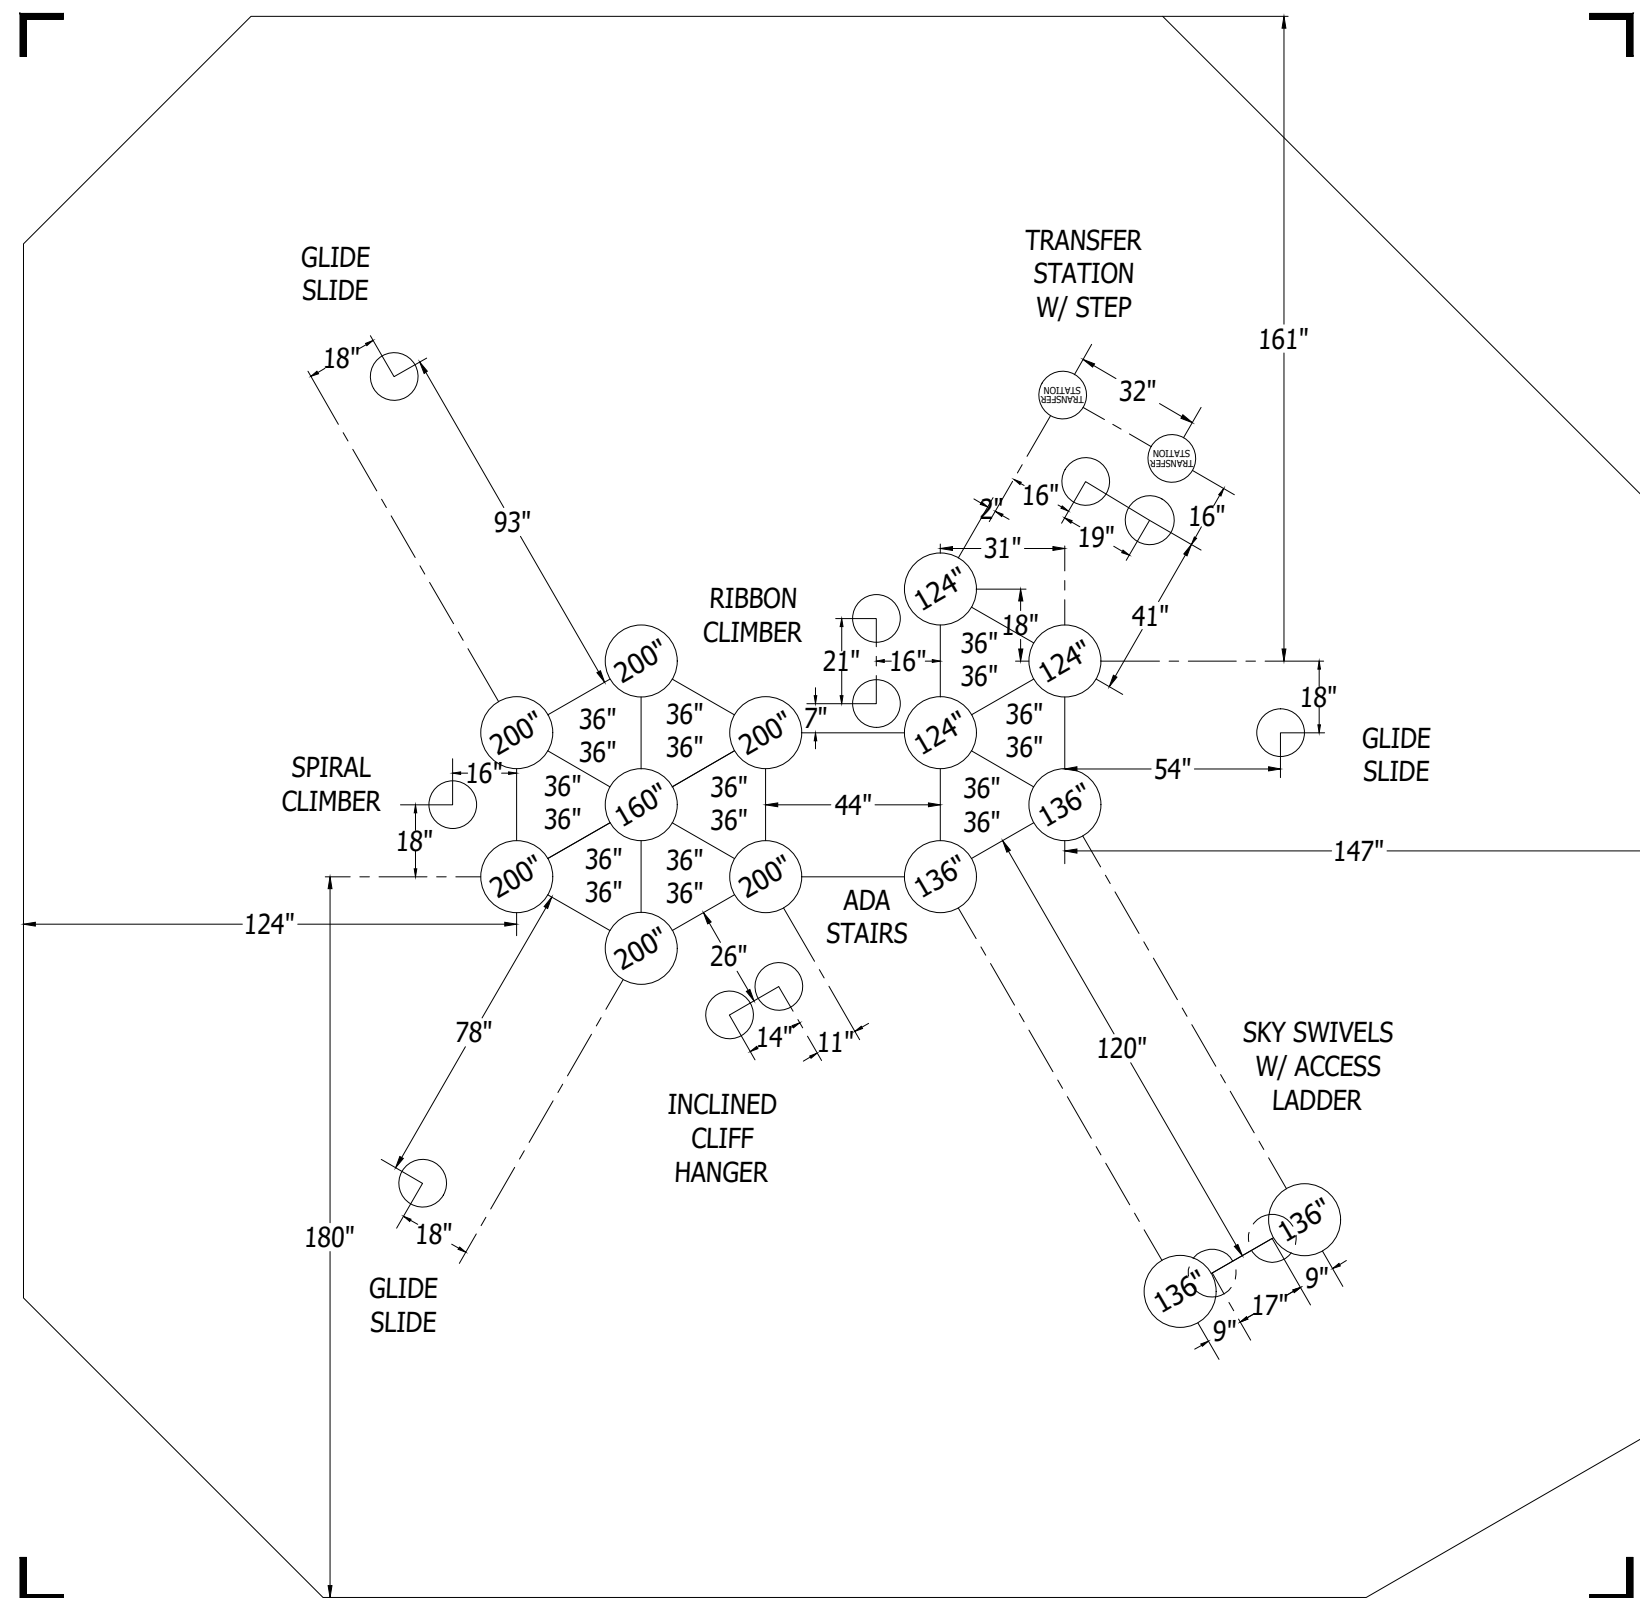 GLIDE
SLIDE
TRANSFER
STATION
W/ STEP
161"
18"
32"
TRANSFER
STATION
TRANSFER
STATION
93"
2"
16"
19"
16"
31"
124"
18"
41"
RIBBON
CLIMBER
21"
16"
36"
36"
124"
18"
GLIDE
SLIDE
54"
200"
200"
36"
36"
36"
36"
200"
7"
124"
36"
36"
SPIRAL
CLIMBER
16"
18"
36"
36"
160"
36"
36"
44"
36"
36"
136"
147"
200"
36"
36"
36"
36"
200"
136"
ADA
STAIRS
124"
200"
26"
14"
11"
78"
120"
SKY SWIVELS
W/ ACCESS
LADDER
INCLINED
CLIFF
HANGER
180"
18"
GLIDE
SLIDE
136"
136"
9"
17"
9"